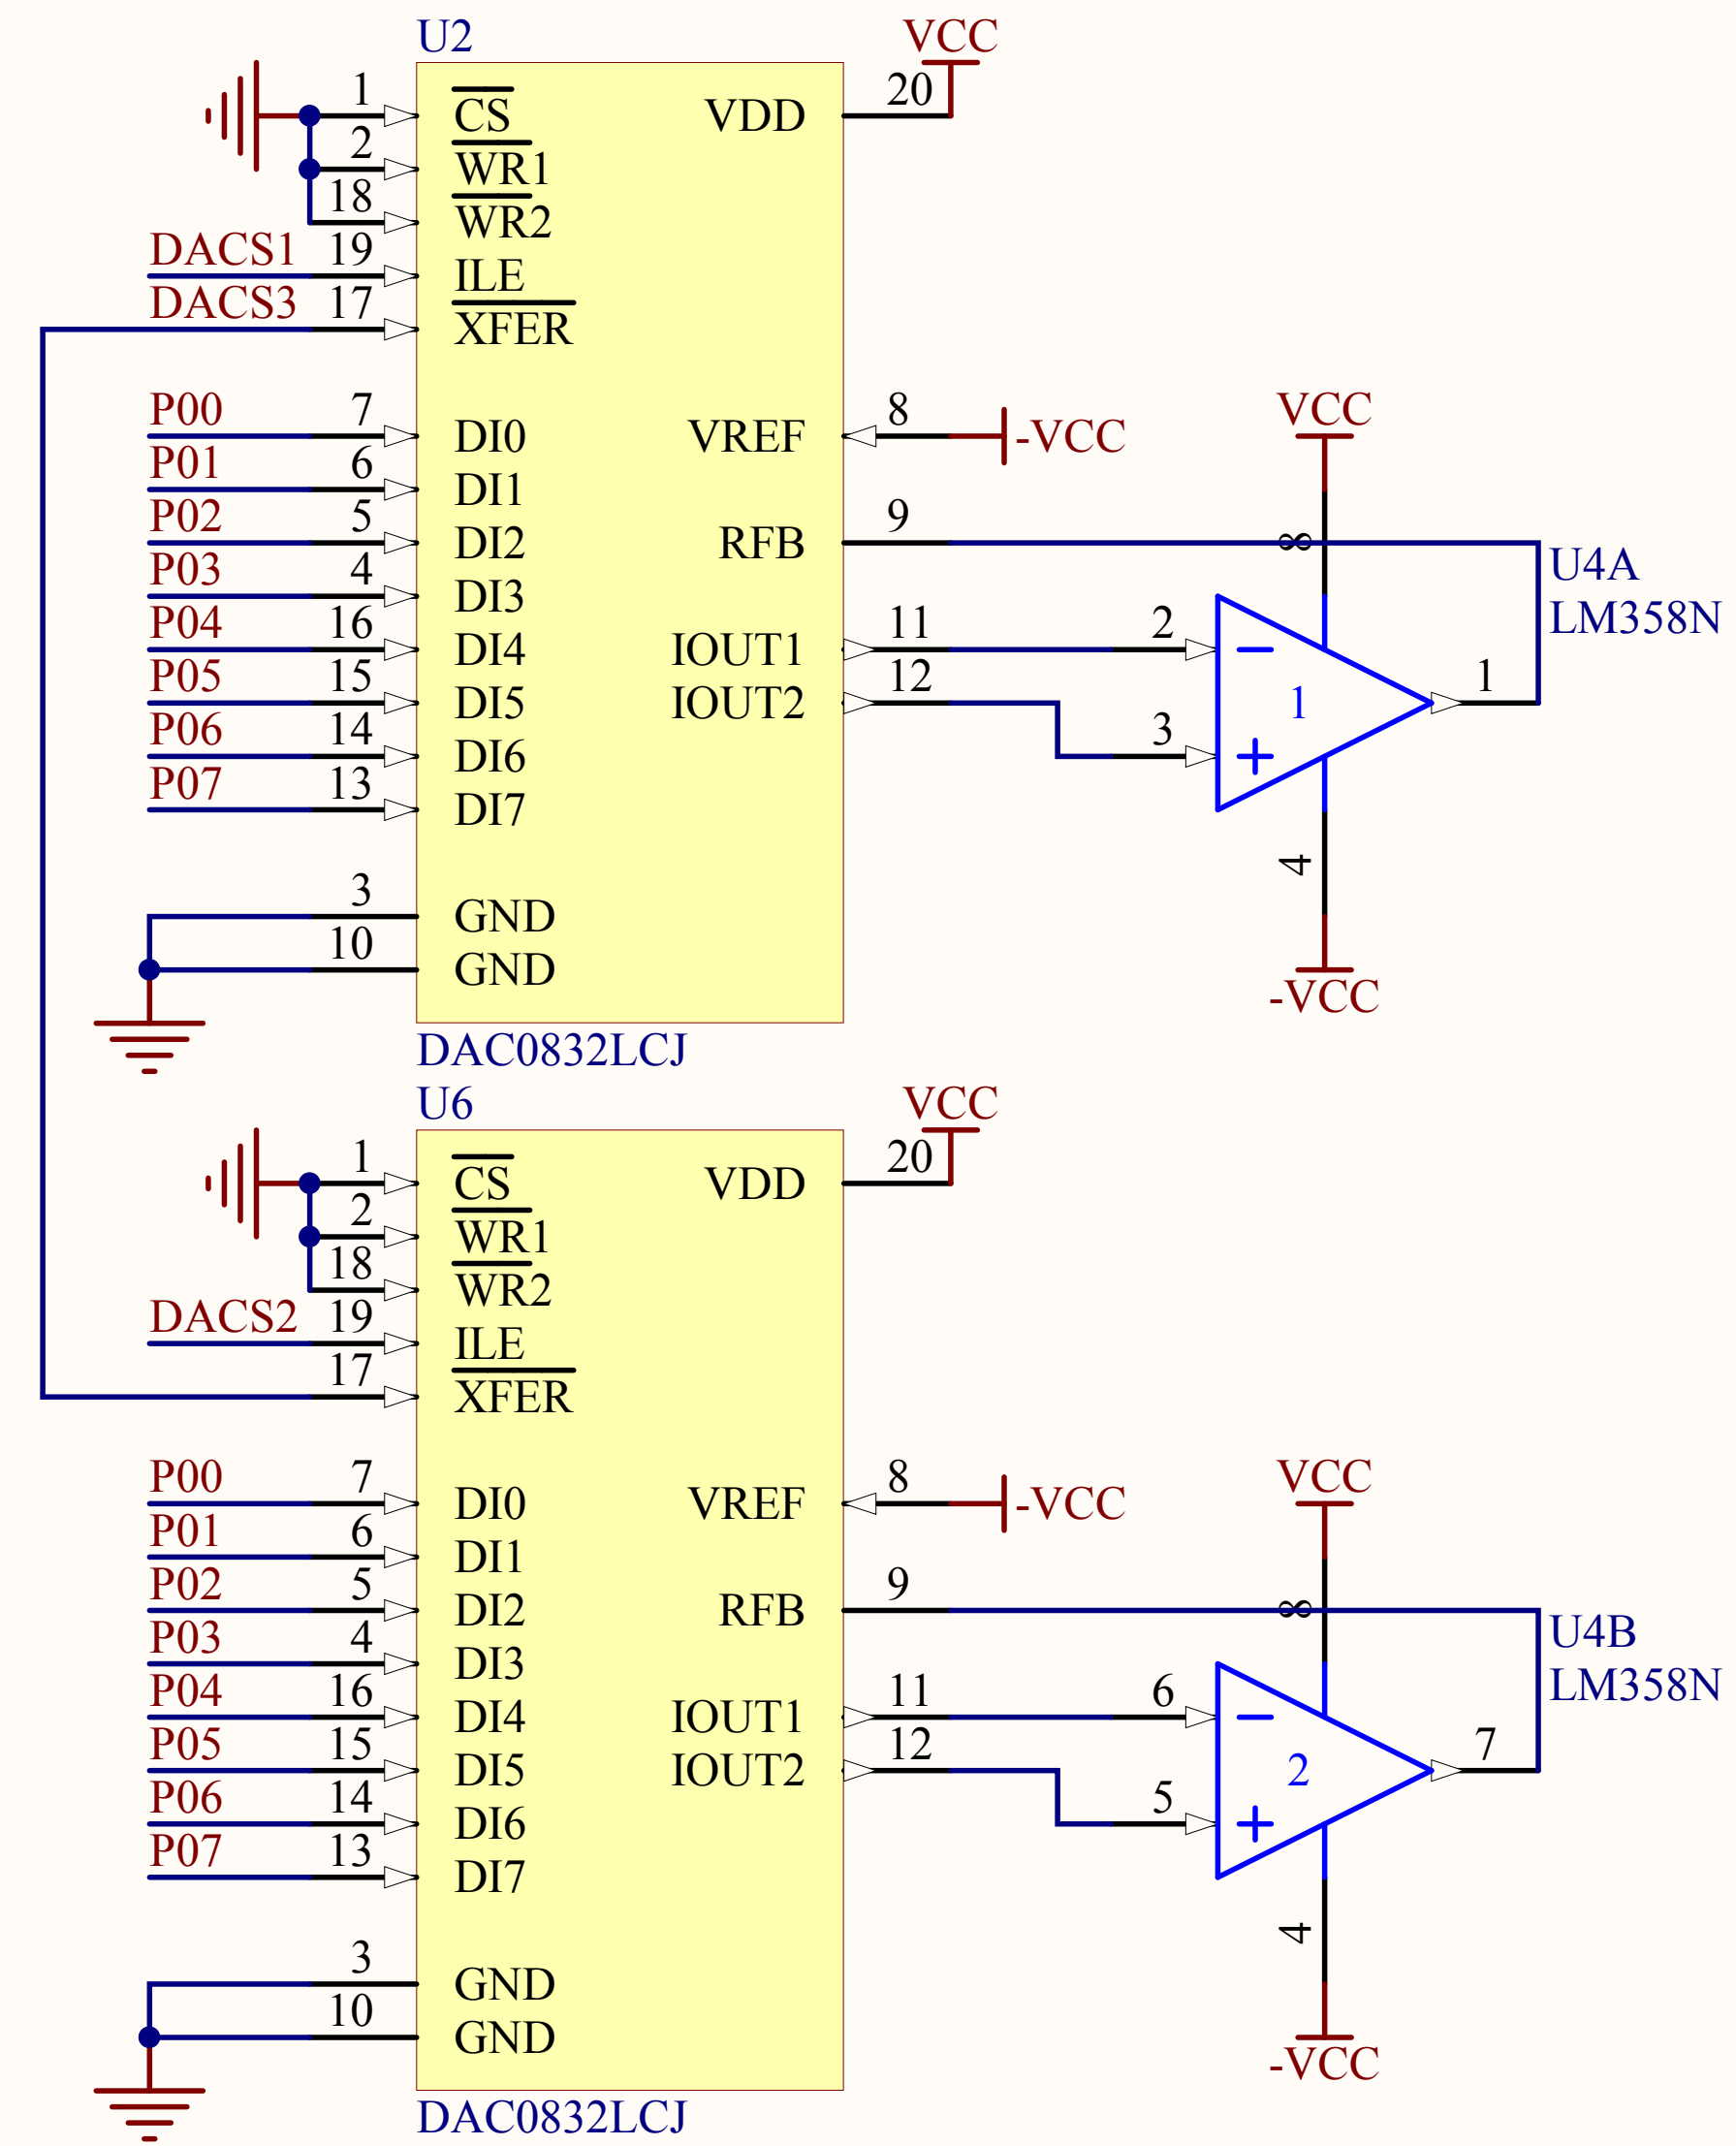 U2
VCC
1 CS VDD 20
2 WR1
18 WR2
DACS1 19 ILE
DACS3 17 XFER
P00 7 DI0 VREF 8 -VCC VCC
P01 6 DI1
P02 5 DI2 RFB 9 8
U4A
P03 4 DI3
LM358N
P04 16 DI4 IOUT1 11 2 −
P05 15 DI5 IOUT2 12 1 1
P06 14 DI6 3 +
P07 13 DI7
4
3 GND
10 GND
-VCC
DAC0832LCJ
U6
VCC
1 CS VDD 20
2 WR1
18 WR2
DACS2 19 ILE
17 XFER
P00 7 DI0 VREF 8 -VCC VCC
P01 6 DI1
P02 5 DI2 RFB 9 8
U4B
P03 4 DI3
LM358N
P04 16 DI4 IOUT1 11 6 −
P05 15 DI5 IOUT2 12 2 7
P06 14 DI6 5 +
P07 13 DI7
4
3 GND
10 GND
-VCC
DAC0832LCJ